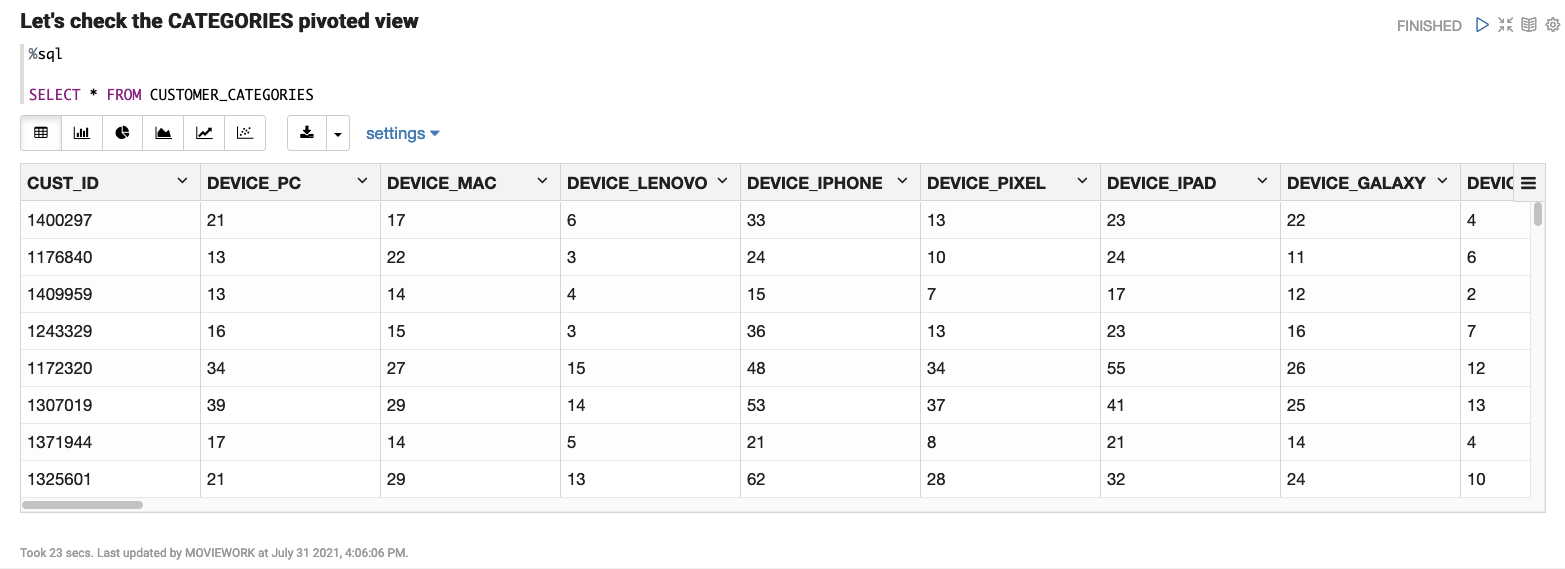 Let's check the CATEGORIES pivoted view
FINISHED
%sql
SELECT * FROM CUSTOMER_CATEGORIES
settings
CUST_ID DEVICE_PC DEVICE_MAC DEVICE_LENOVO DEVICE_IPHONE DEVICE_PIXEL DEVICE_IPAD DEVICE_GALAXY DEVIC
1400297 21 17 6 33 13 23 22 4
1176840 13 22 3 24 10 24 11 6
1409959 13 14 4 15 7 17 12 2
1243329 16 15 3 36 13 23 16 7
1172320 34 27 15 48 34 55 26 12
1307019 39 29 14 53 37 41 25 13
1371944 17 14 5 21 8 21 14 4
1325601 21 29 13 62 28 32 24 10
Took 23 secs. Last updated by MOVIEWORK at July 31 2021, 4:06:06 PM.